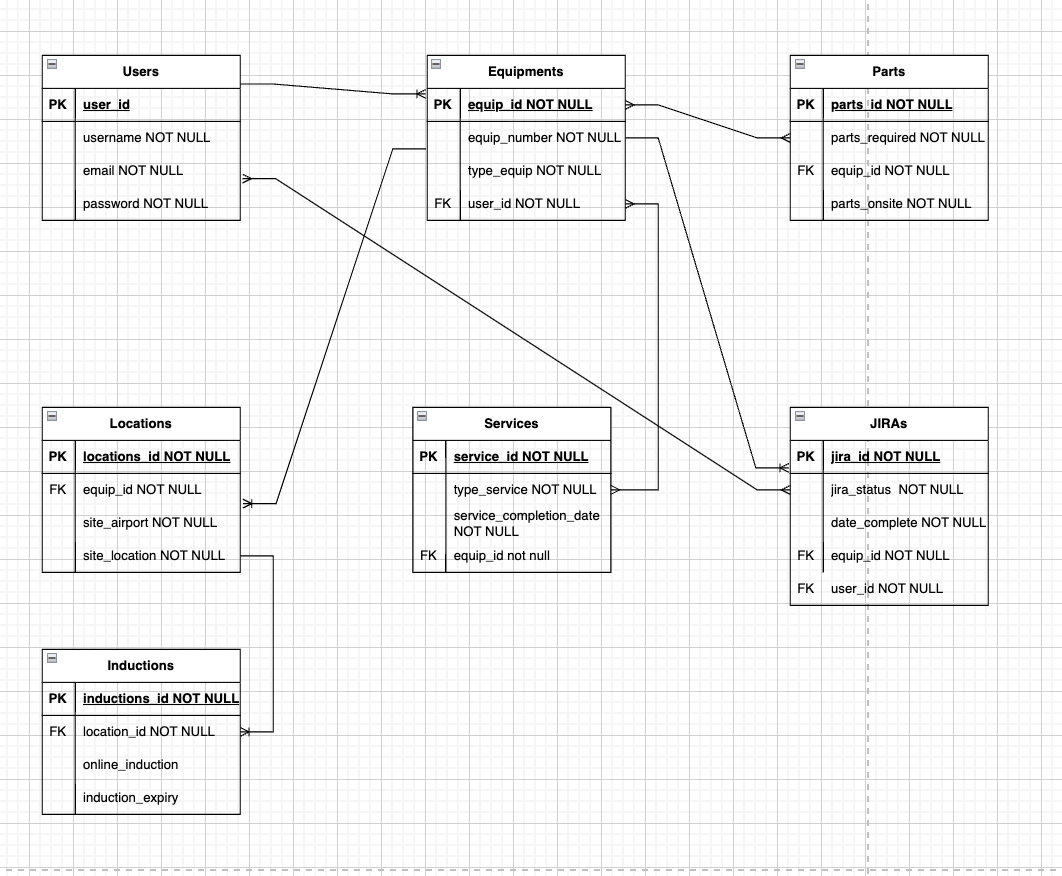 Users
PK user_id
username NOT NULL
email NOT NULL
password NOT NULL
Equipments
PK equip_id NOT NULL
equip_number NOT NULL
type_equip NOT NULL
FK user_id NOT NULL
Parts
PK parts_id NOT NULL
parts_required NOT NULL
FK equip_id NOT NULL
parts_onsite NOT NULL
Locations
PK locations_id NOT NULL
FK equip_id NOT NULL
site_airport NOT NULL
site_location NOT NULL
Services
PK service_id NOT NULL
type_service NOT NULL
service_completion_date
NOT NULL
FK equip_id not null
JIRAs
PK jira_id NOT NULL
jira_status  NOT NULL
date_complete NOT NULL
FK equip_id NOT NULL
FK user_id NOT NULL
Inductions
PK inductions_id NOT NULL
FK location_id NOT NULL
online_induction
induction_expiry